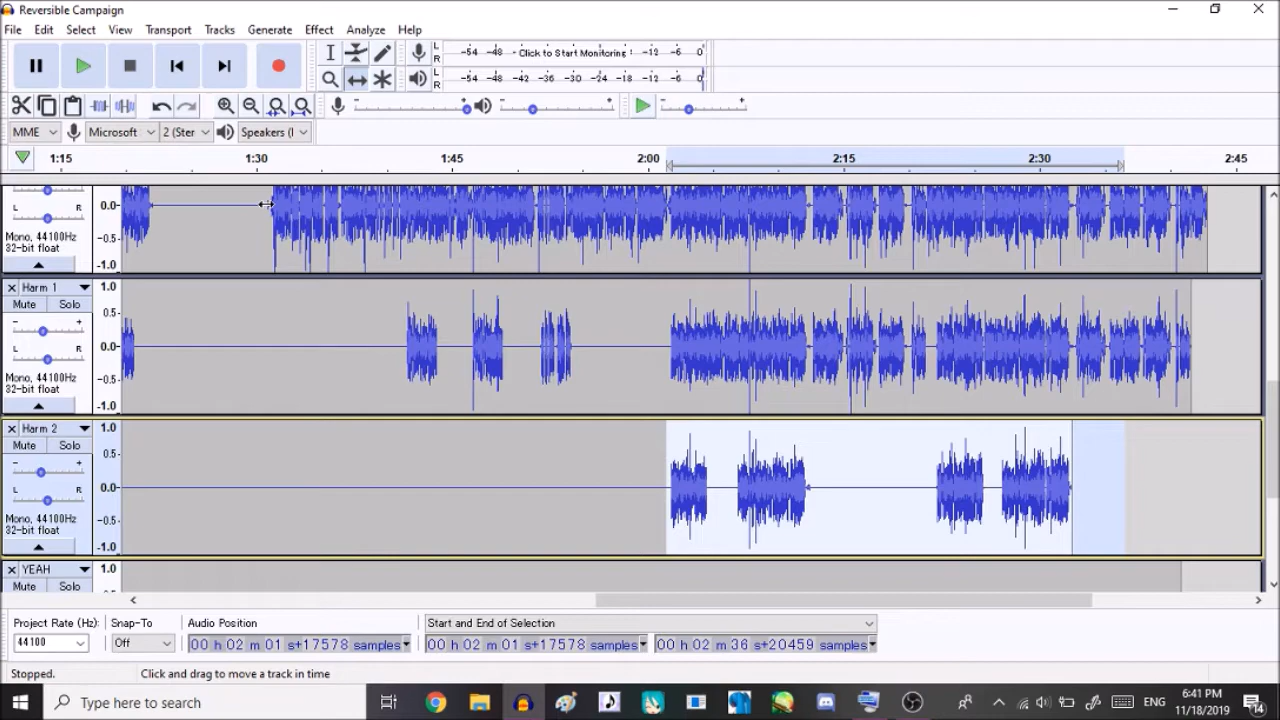 Reversible Campaign
File Edit Select View Transport Tracks Generate Effect Analyze Help
L R -54 -48 - Click to Start Monitoring -12 -6 0
L R -54 -48 -42 -36 -30 -24 -18 -12 -6 0
- + - + - +
MME Microsoft 2 (Ster Speakers (
1:15 1:30 1:45 2:00 2:15 2:30 2:45
L R 0.0
Mono, 44100Hz -0.5
32-bit float
-1.0
Harm 1 1.0
Mute Solo
- + 0.5
L R 0.0
Mono, 44100Hz -0.5
32-bit float
-1.0
Harm 2 1.0
Mute Solo
- + 0.5
L R 0.0
Mono, 44100Hz -0.5
32-bit float
-1.0
YEAH 1.0
Mute Solo
Project Rate (Hz): Snap-To Audio Position Start and End of Selection
44100 Off 00 h 02 m 01 s+17578 samples 00 h 02 m 01 s+17578 samples 00 h 02 m 36 s+20459 samples
Stopped. Click and drag to move a track in time
Type here to search ENG 6:41 PM
11/18/2019 14